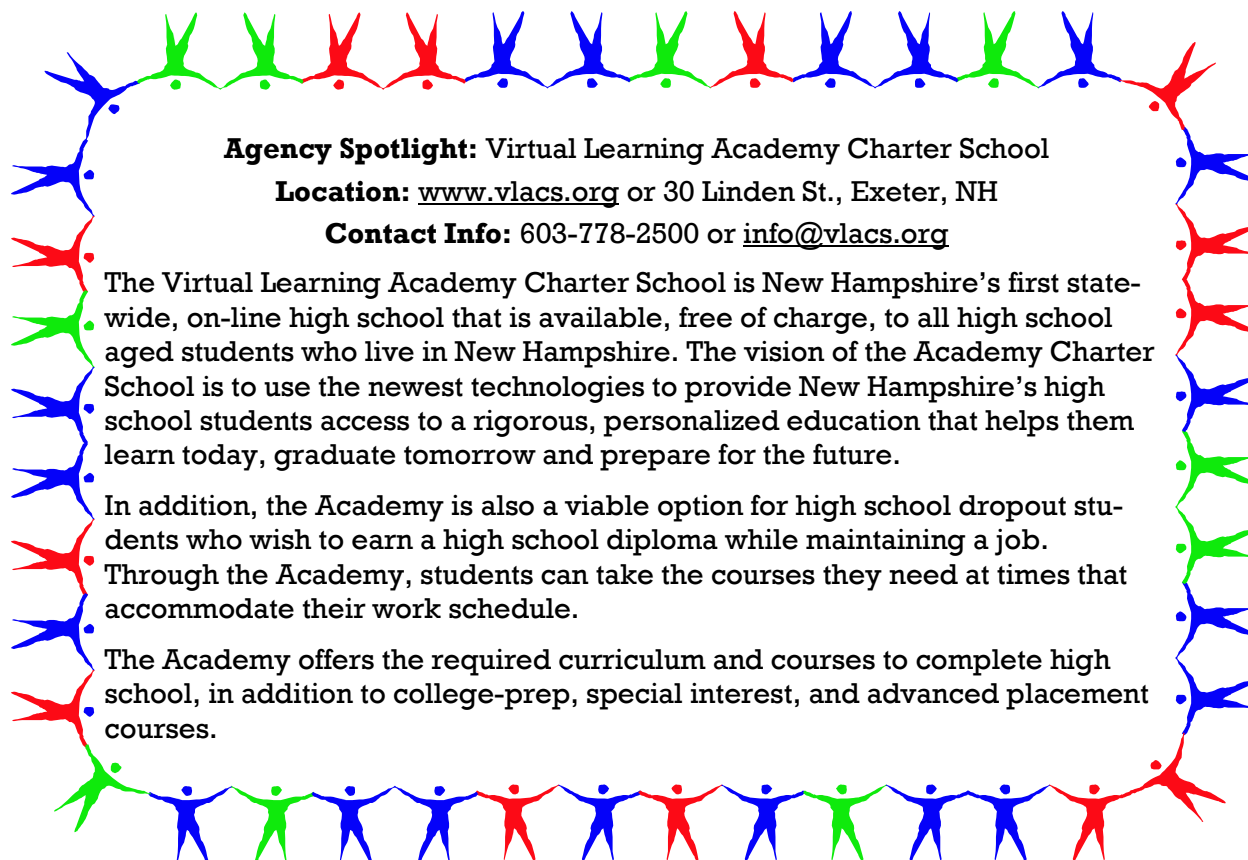 Agency Spotlight: Virtual Learning Academy Charter School
Location: www.vlacs.org or 30 Linden St., Exeter, NH
Contact Info: 603-778-2500 or info@vlacs.org
The Virtual Learning Academy Charter School is New Hampshire’s first state-
wide, on-line high school that is available, free of charge, to all high school
aged students who live in New Hampshire. The vision of the Academy Charter
School is to use the newest technologies to provide New Hampshire’s high
school students access to a rigorous, personalized education that helps them
learn today, graduate tomorrow and prepare for the future.
In addition, the Academy is also a viable option for high school dropout stu-
dents who wish to earn a high school diploma while maintaining a job.
Through the Academy, students can take the courses they need at times that
accommodate their work schedule.
The Academy offers the required curriculum and courses to complete high
school, in addition to college-prep, special interest, and advanced placement
courses.